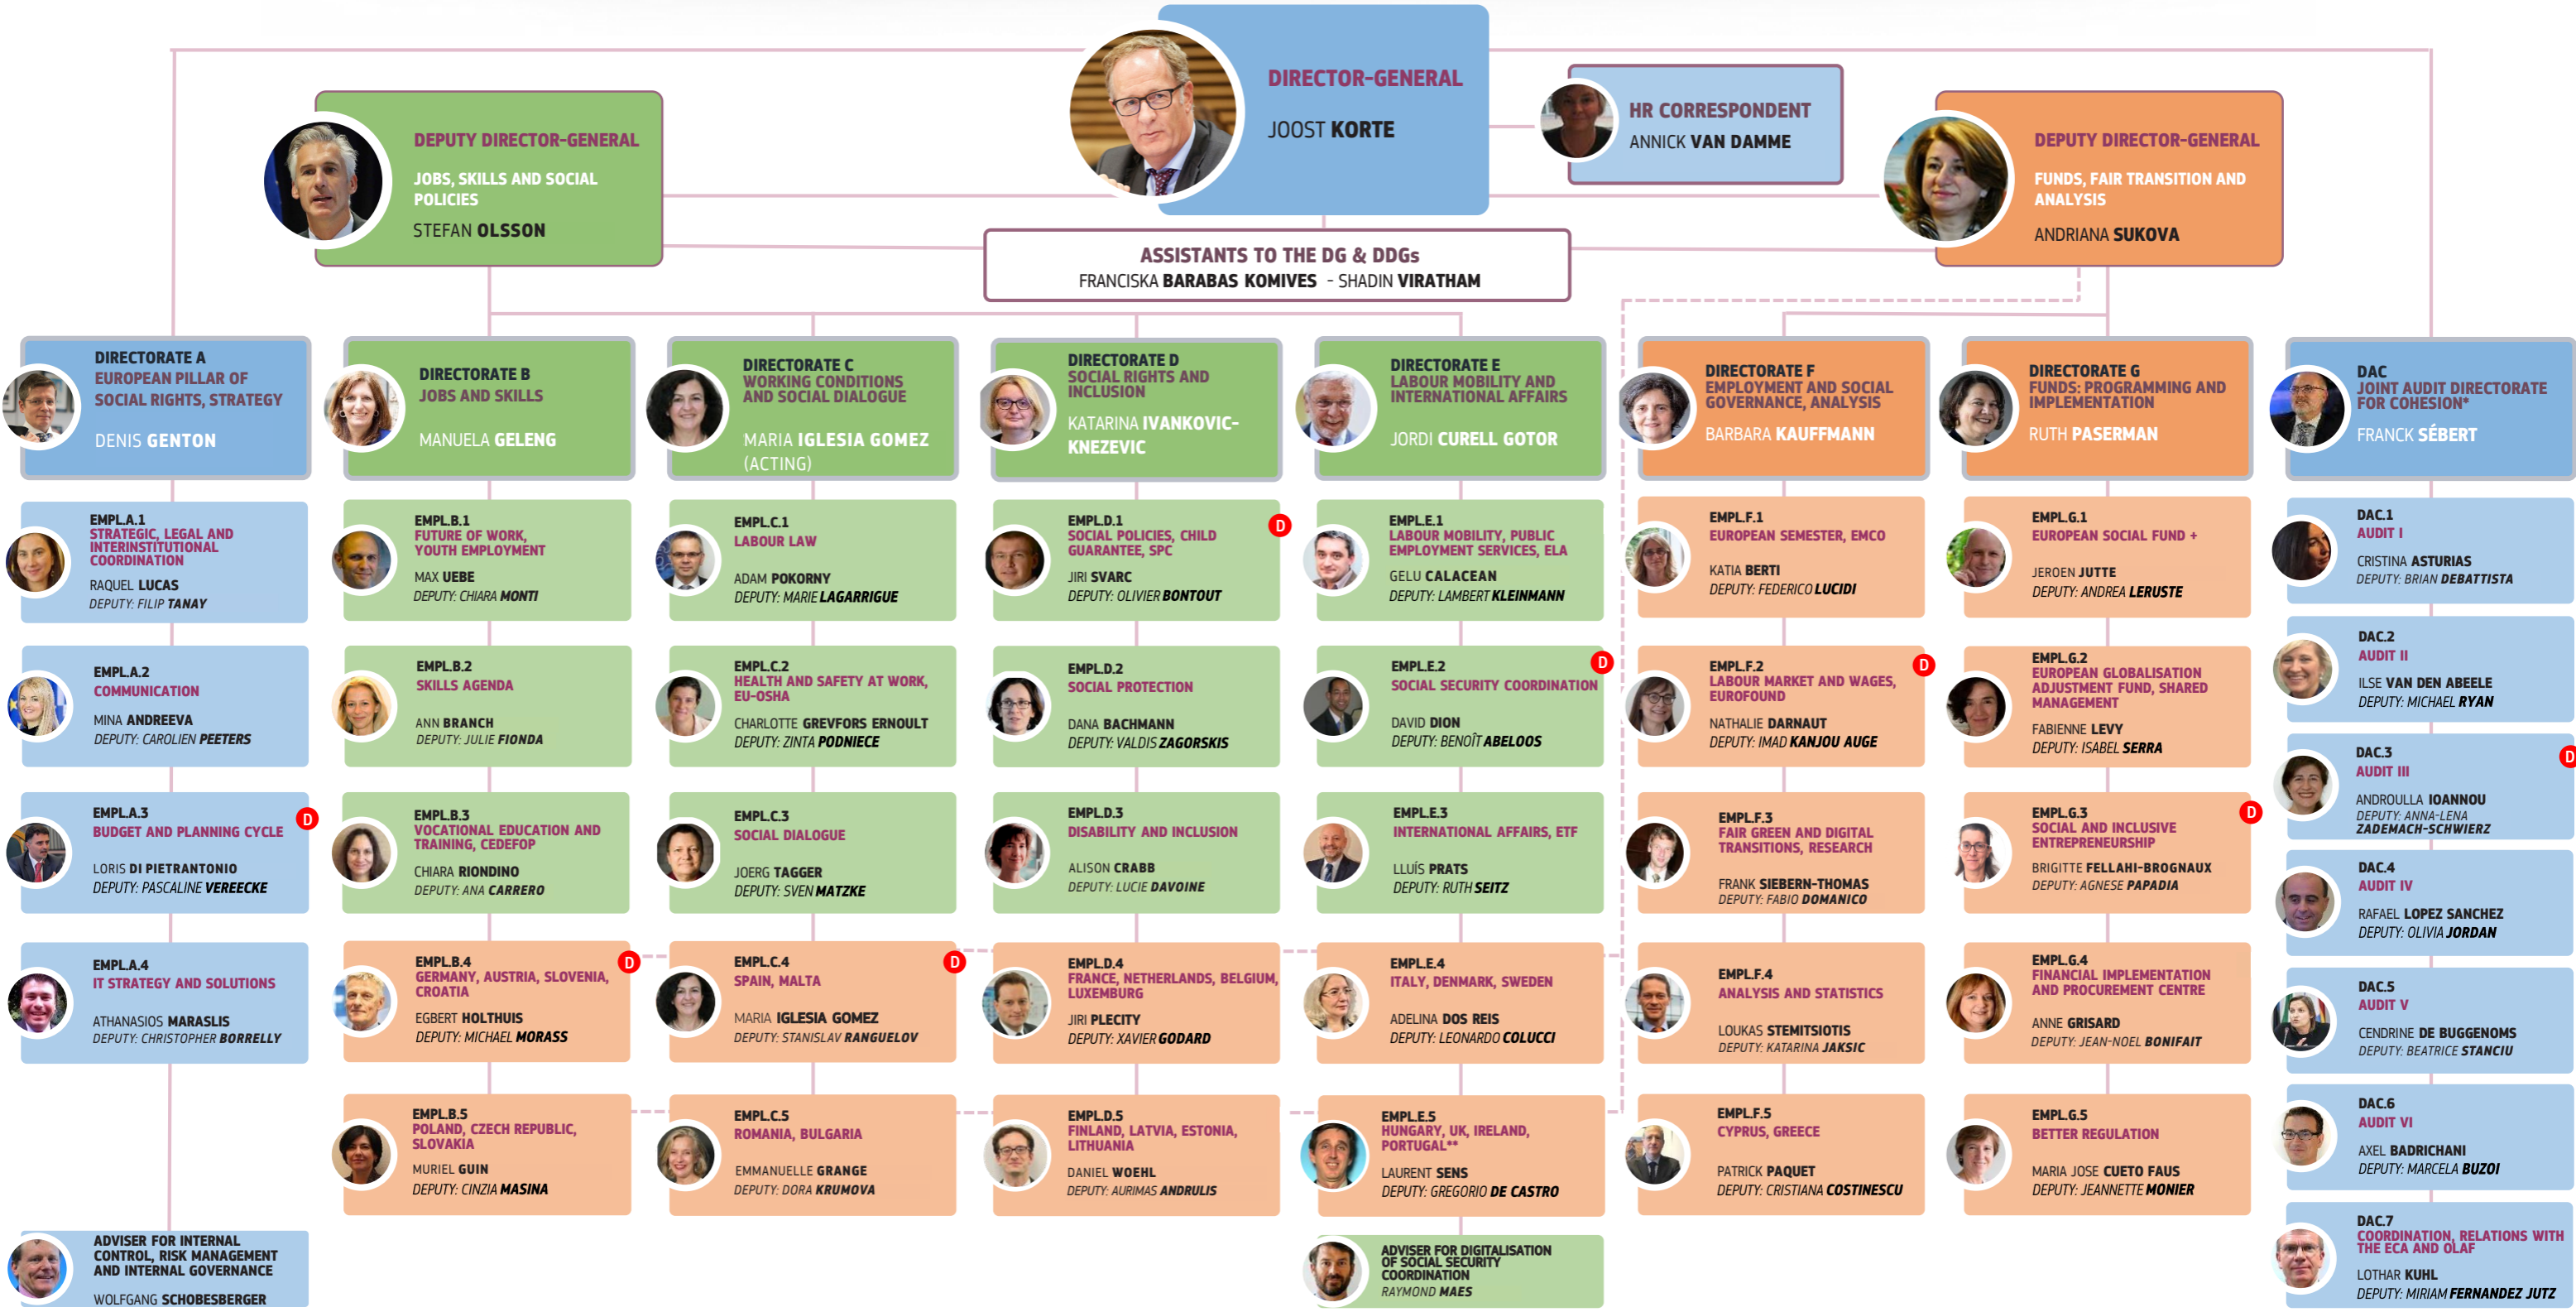 DIRECTOR-GENERAL
JOOST KORTE
HR CORRESPONDENT
ANNICK VAN DAMME
DEPUTY DIRECTOR-GENERAL
JOBS, SKILLS AND SOCIAL
POLICIES
STEFAN OLSSON
DEPUTY DIRECTOR-GENERAL
FUNDS, FAIR TRANSITION AND
ANALYSIS
ANDRIANA SUKOVA
ASSISTANTS TO THE DG & DDGs
FRANCISKA BARABAS KOMIVES - SHADIN VIRATHAM
DIRECTORATE A
EUROPEAN PILLAR OF
SOCIAL RIGHTS, STRATEGY
DENIS GENTON
EMPL.A.1
STRATEGIC, LEGAL AND
INTERINSTITUTIONAL
COORDINATION
RAQUEL LUCAS
DEPUTY: FILIP TANAY
EMPL.A.2
COMMUNICATION
MINA ANDREEVA
DEPUTY: CAROLIEN PEETERS
EMPL.A.3
BUDGET AND PLANNING CYCLE
D
LORIS DI PIETRANTONIO
DEPUTY: PASCALINE VEREECKE
EMPL.A.4
IT STRATEGY AND SOLUTIONS
ATHANASIOS MARASLIS
DEPUTY: CHRISTOPHER BORRELLY
ADVISER FOR INTERNAL
CONTROL, RISK MANAGEMENT
AND INTERNAL GOVERNANCE
WOLFGANG SCHOBESBERGER
DIRECTORATE B
JOBS AND SKILLS
MANUELA GELENG
EMPL.B.1
FUTURE OF WORK,
YOUTH EMPLOYMENT
MAX UEBE
DEPUTY: CHIARA MONTI
EMPL.B.2
SKILLS AGENDA
ANN BRANCH
DEPUTY: JULIE FIONDA
EMPL.B.3
VOCATIONAL EDUCATION AND
TRAINING, CEDEFOP
CHIARA RIONDINO
DEPUTY: ANA CARRERO
EMPL.B.4
D
GERMANY, AUSTRIA, SLOVENIA,
CROATIA
EGBERT HOLTHUIS
DEPUTY: MICHAEL MORASS
EMPL.B.5
POLAND, CZECH REPUBLIC,
SLOVAKIA
MURIEL GUIN
DEPUTY: CINZIA MASINA
DIRECTORATE C
WORKING CONDITIONS
AND SOCIAL DIALOGUE
MARIA IGLESIA GOMEZ
(ACTING)
EMPL.C.1
LABOUR LAW
ADAM POKORNY
DEPUTY: MARIE LAGARRIGUE
EMPL.C.2
HEALTH AND SAFETY AT WORK,
EU-OSHA
CHARLOTTE GREVFORS ERNOULT
DEPUTY: ZINTA PODNIECE
EMPL.C.3
SOCIAL DIALOGUE
JOERG TAGGER
DEPUTY: SVEN MATZKE
EMPL.C.4
D
SPAIN, MALTA
MARIA IGLESIA GOMEZ
DEPUTY: STANISLAV RANGUELOV
EMPL.C.5
ROMANIA, BULGARIA
EMMANUELLE GRANGE
DEPUTY: DORA KRUMOVA
DIRECTORATE D
SOCIAL RIGHTS AND
INCLUSION
KATARINA IVANKOVIC-
KNEZEVIC
EMPL.D.1
D
SOCIAL POLICIES, CHILD
GUARANTEE, SPC
JIRI SVARC
DEPUTY: OLIVIER BONTOUT
EMPL.D.2
SOCIAL PROTECTION
DANA BACHMANN
DEPUTY: VALDIS ZAGORSKIS
EMPL.D.3
DISABILITY AND INCLUSION
ALISON CRABB
DEPUTY: LUCIE DAVOINE
EMPL.D.4
FRANCE, NETHERLANDS, BELGIUM,
LUXEMBURG
JIRI PLECITY
DEPUTY: XAVIER GODARD
EMPL.D.5
FINLAND, LATVIA, ESTONIA,
LITHUANIA
DANIEL WOEHL
DEPUTY: AURIMAS ANDRULIS
DIRECTORATE E
LABOUR MOBILITY AND
INTERNATIONAL AFFAIRS
JORDI CURELL GOTOR
EMPL.E.1
LABOUR MOBILITY, PUBLIC
EMPLOYMENT SERVICES, ELA
GELU CALACEAN
DEPUTY: LAMBERT KLEINMANN
EMPL.E.2
D
SOCIAL SECURITY COORDINATION
DAVID DION
DEPUTY: BENOÎT ABELOOS
EMPL.E.3
INTERNATIONAL AFFAIRS, ETF
LLUÍS PRATS
DEPUTY: RUTH SEITZ
EMPL.E.4
ITALY, DENMARK, SWEDEN
ADELINA DOS REIS
DEPUTY: LEONARDO COLUCCI
EMPL.E.5
HUNGARY, UK, IRELAND,
PORTUGAL**
LAURENT SENS
DEPUTY: GREGORIO DE CASTRO
ADVISER FOR DIGITALISATION
OF SOCIAL SECURITY
COORDINATION
RAYMOND MAES
DIRECTORATE F
EMPLOYMENT AND SOCIAL
GOVERNANCE, ANALYSIS
BARBARA KAUFFMANN
EMPL.F.1
EUROPEAN SEMESTER, EMCO
KATIA BERTI
DEPUTY: FEDERICO LUCIDI
EMPL.F.2
D
LABOUR MARKET AND WAGES,
EUROFOUND
NATHALIE DARNAUT
DEPUTY: IMAD KANJOU AUGE
EMPL.F.3
FAIR GREEN AND DIGITAL
TRANSITIONS, RESEARCH
FRANK SIEBERN-THOMAS
DEPUTY: FABIO DOMANICO
EMPL.F.4
ANALYSIS AND STATISTICS
LOUKAS STEMITSIOTIS
DEPUTY: KATARINA JAKSIC
EMPL.F.5
CYPRUS, GREECE
PATRICK PAQUET
DEPUTY: CRISTIANA COSTINESCU
DIRECTORATE G
FUNDS: PROGRAMMING AND
IMPLEMENTATION
RUTH PASERMAN
EMPL.G.1
EUROPEAN SOCIAL FUND +
JEROEN JUTTE
DEPUTY: ANDREA LERUSTE
EMPL.G.2
EUROPEAN GLOBALISATION
ADJUSTMENT FUND, SHARED
MANAGEMENT
FABIENNE LEVY
DEPUTY: ISABEL SERRA
EMPL.G.3
D
SOCIAL AND INCLUSIVE
ENTREPRENEURSHIP
BRIGITTE FELLAHI-BROGNAUX
DEPUTY: AGNESE PAPADIA
EMPL.G.4
FINANCIAL IMPLEMENTATION
AND PROCUREMENT CENTRE
ANNE GRISARD
DEPUTY: JEAN-NOEL BONIFAIT
EMPL.G.5
BETTER REGULATION
MARIA JOSE CUETO FAUS
DEPUTY: JEANNETTE MONIER
DAC
JOINT AUDIT DIRECTORATE
FOR COHESION*
FRANCK SÉBERT
DAC.1
AUDIT I
CRISTINA ASTURIAS
DEPUTY: BRIAN DEBATTISTA
DAC.2
AUDIT II
ILSE VAN DEN ABEELE
DEPUTY: MICHAEL RYAN
DAC.3
D
AUDIT III
ANDROULLA IOANNOU
DEPUTY: ANNA-LENA
ZADEMACH-SCHWIERZ
DAC.4
AUDIT IV
RAFAEL LOPEZ SANCHEZ
DEPUTY: OLIVIA JORDAN
DAC.5
AUDIT V
CENDRINE DE BUGGENOMS
DEPUTY: BEATRICE STANCIU
DAC.6
AUDIT VI
AXEL BADRICHANI
DEPUTY: MARCELA BUZOI
DAC.7
COORDINATION, RELATIONS WITH
THE ECA AND OLAF
LOTHAR KUHL
DEPUTY: MIRIAM FERNANDEZ JUTZ